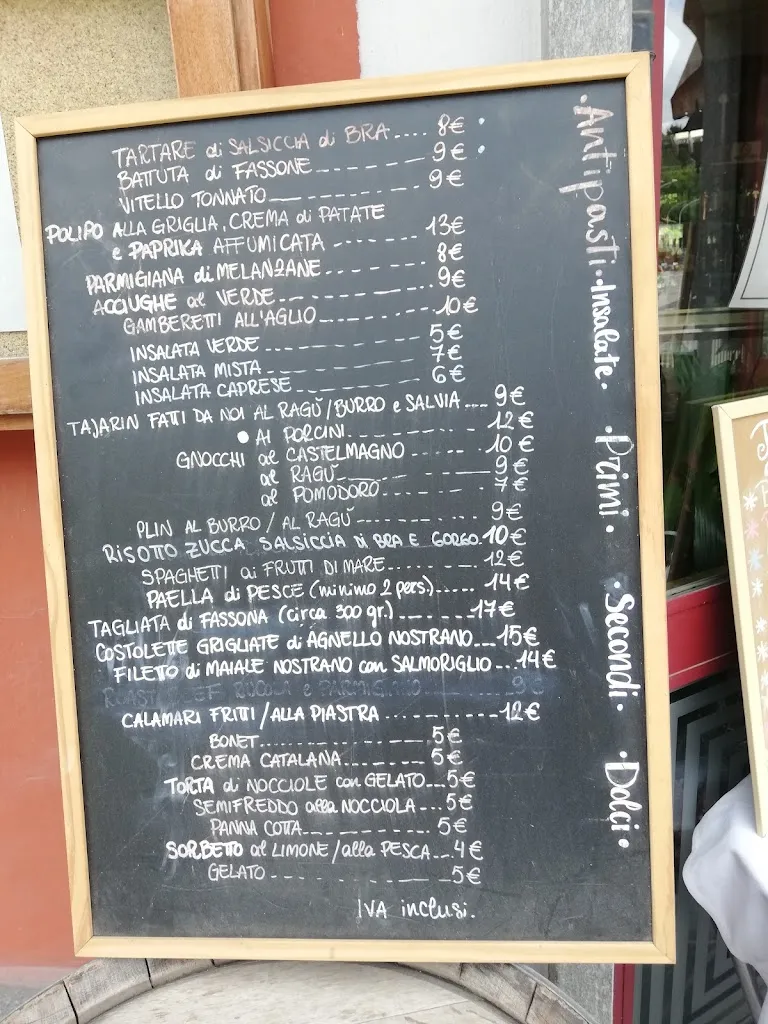 TARTARE di SALSICCIA di BRA.... 8€
BATTUTA di FASSONE 9€
VITELLO TONNATO 9€
POLIPO ALLA GRIGLIA, CREMA di PATATE
e PAPRIKA AFFUMICATA 13€
PARMIGIANA di MELANZANE 8€
ACCIUGHE al VERDE 9€
GAMBERETTI ALL'AGLIO 10€
INSALATA VERDE 5€
INSALATA MISTA 7€
INSALATA CAPRESE 6€
TAJARIN FATTI DA NOI AL RAGÙ/BURRO e SALVIA 9€
• AI PORCINI 12€
GNOCCHI al CASTELMAGNO 10€
al RAGÙ 9€
al POMODORO 7€
PLIN AL BURRO / AL RAGÙ 9€
RISOTTO ZUCCA SALSICCIA DI BRA E GORGO. 10€
SPAGHETTI ai FRUTTI DI MARE 12€
PAELLA di PESCE (minimo 2 pers.) 14€
TAGLIATA di FASSONA (circa 300 gr.) 17€
COSTOLETTE GRIGLIATE di AGNELLO NOSTRANO 15€
FILETO di MAIALE NOSTRANO con SALMORIGLIO 14€
RUCOLA e PARMIGIANO 9€
CALAMARI FRITTI / ALLA PIASTRA 12€
BONET 5€
CREMA CATALANA 5€
TORTA di NOCCIOLE con GELATO 5€
SEMIFREDDO alla NOCCIOLA 5€
PANNA COTTA 5€
SORBETTO al LIMONE / alla PESCA 4€
GELATO 5€
IVA inclusi.
• Antipasti •
• Insalate •
• Primi •
• Secondi •
• Dolci •